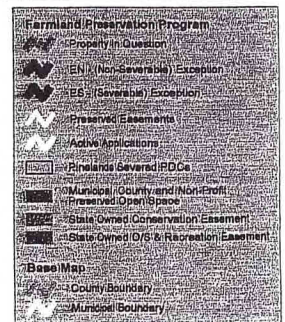 Farmland Preservation Program
Property in Question
EN - (Non-Severable) Exception
ES - (Severable) Exception
Preserved Easements
Active Applications
Pinelands Severed PDCs
Municipal, County and Non-Profit
Preserved Open Space
State Owned Conservation Easement
State Owned O/S & Recreation Easement
Base Map
County Boundary
Municipal Boundary